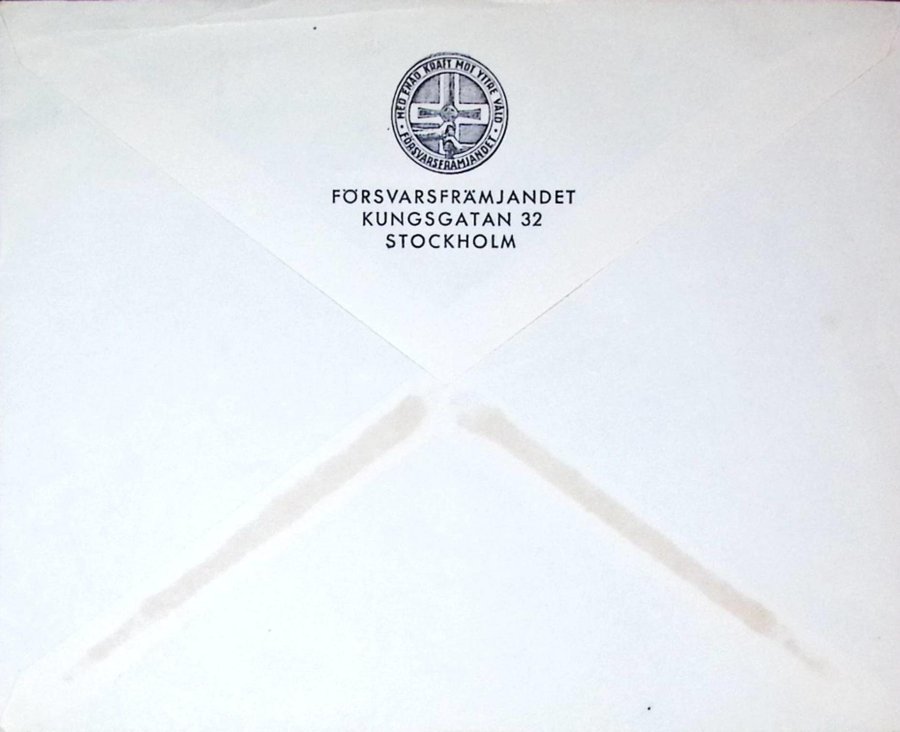 MED ENAD KRAFT MOT YTTRE VÅLD
• FÖRSVARSFRÄMJANDET •
FÖRSVARSFRÄMJANDET
KUNGSGATAN 32
STOCKHOLM